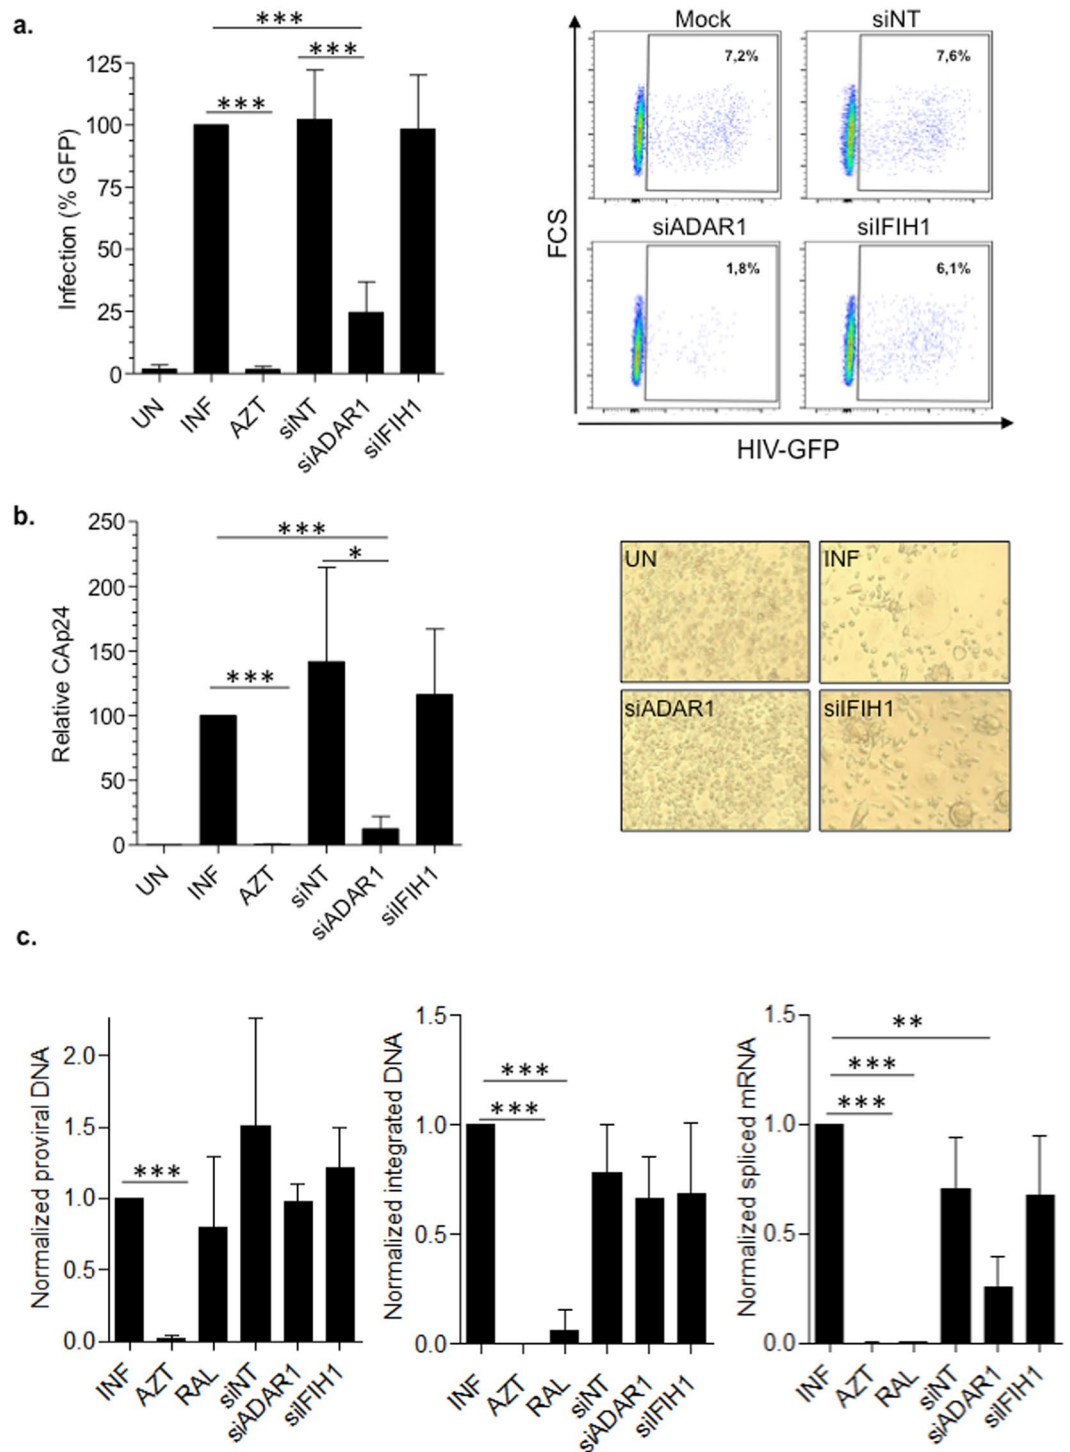 a.
***
***
***
125
100
75
50
25
0
Infection (% GFP)
UN
INF
AZT
siNT
siADAR1
siIFIH1
Mock
siNT
7,2%
7,6%
siADAR1
siIFIH1
1,8%
6,1%
FCS
HIV-GFP
b.
250
200
150
100
50
0
Relative CAp24
***
*
***
UN
INF
AZT
siNT
siADAR1
siIFIH1
UN
INF
siADAR1
siIFIH1
c.
Normalized proviral DNA
2.0
1.5
1.0
0.5
0.0
***
INF
AZT
RAL
siNT
siADAR1
siIFIH1
Normalized integrated DNA
1.5
1.0
0.5
0.0
***
***
INF
AZT
RAL
siNT
siADAR1
siIFIH1
Normalized spliced mRNA
1.5
1.0
0.5
0.0
**
***
***
INF
AZT
RAL
siNT
siADAR1
siIFIH1